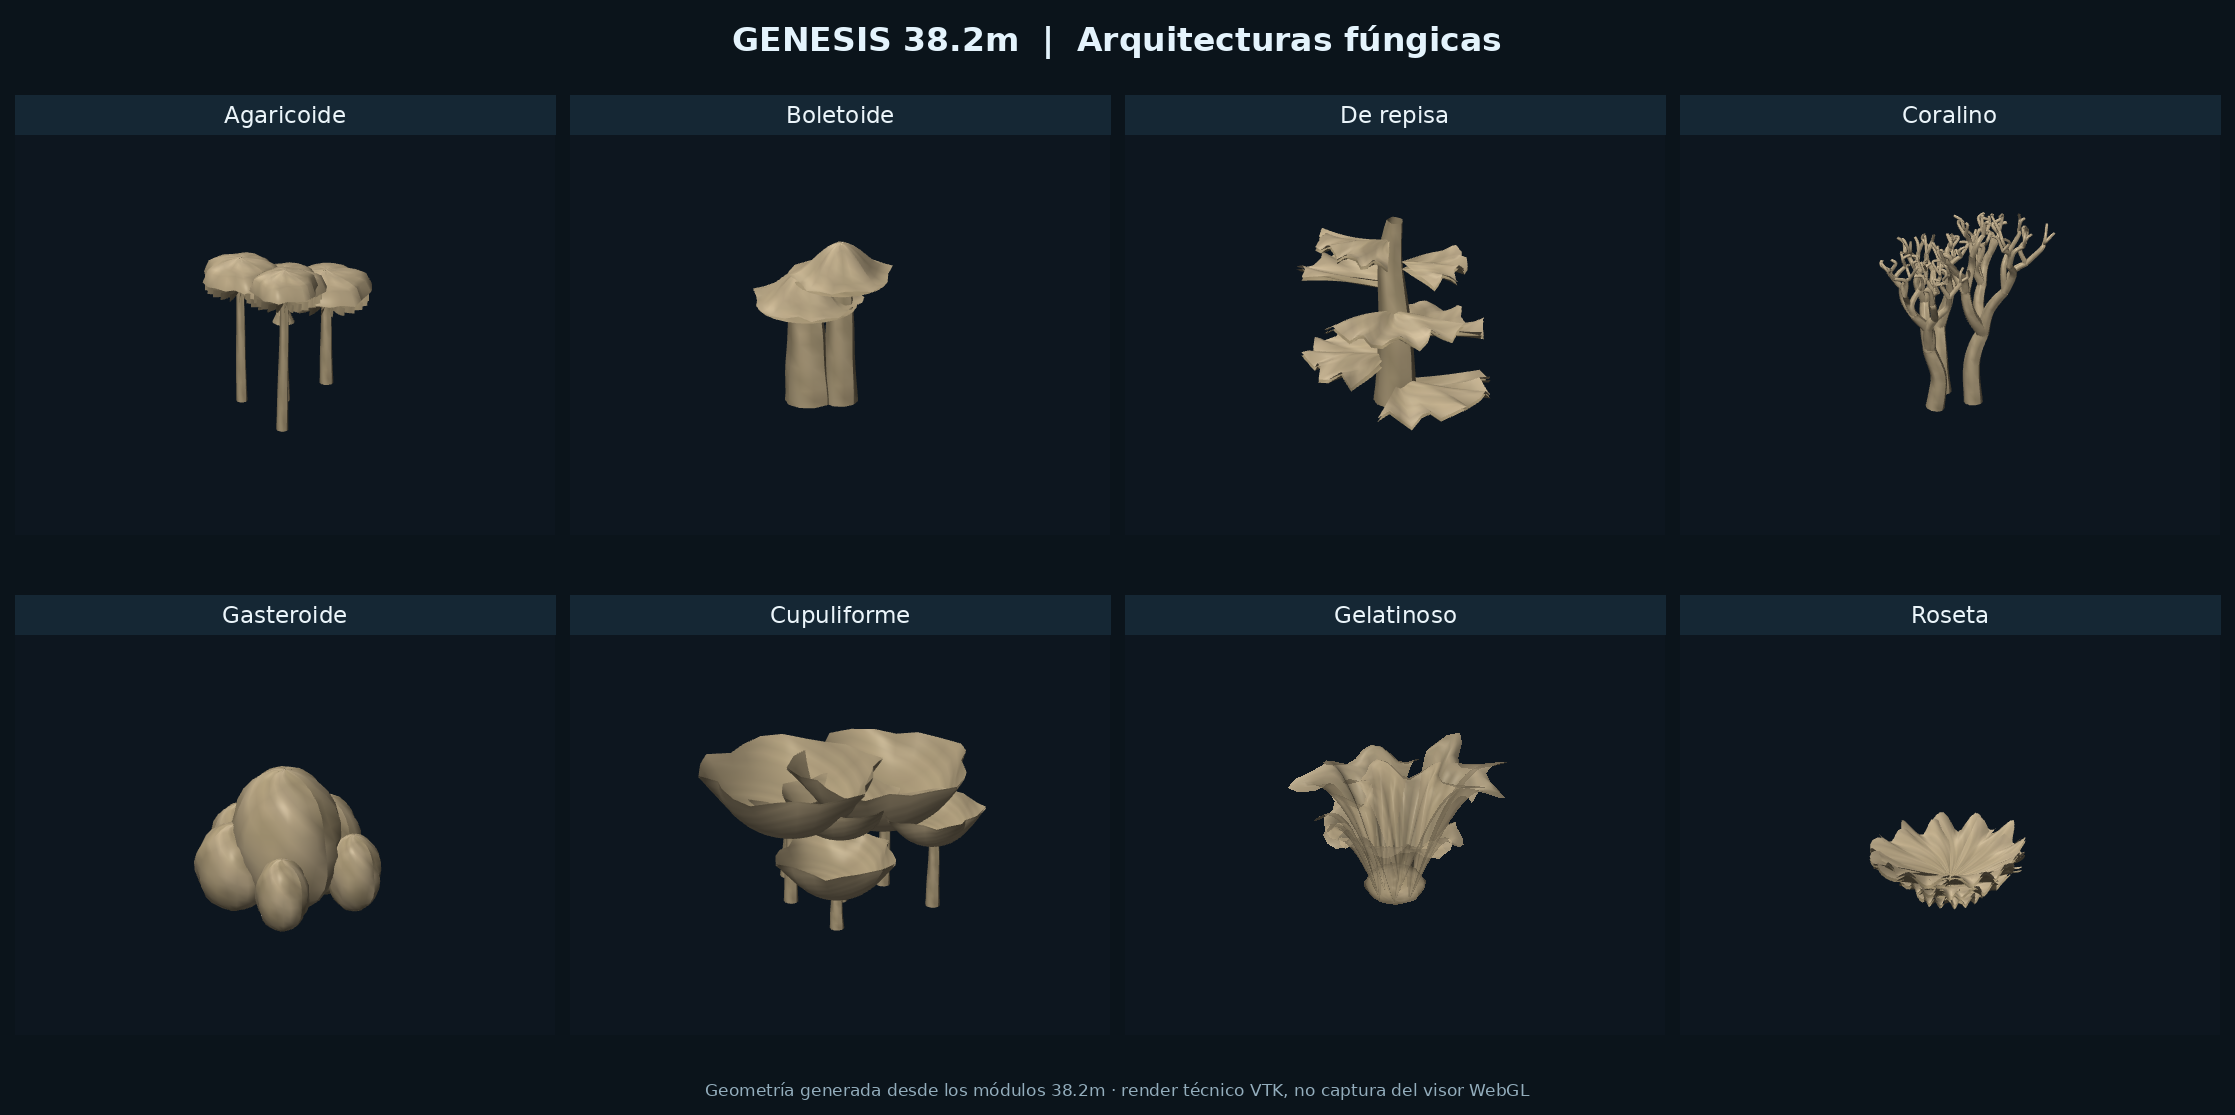 GENESIS 38.2m | Arquitecturas fúngicas
Agaricoide
Boletoide
De repisa
Coralino
Gasteroide
Cupuliforme
Gelatinoso
Roseta
Geometría generada desde los módulos 38.2m · render técnico VTK, no captura del visor WebGL